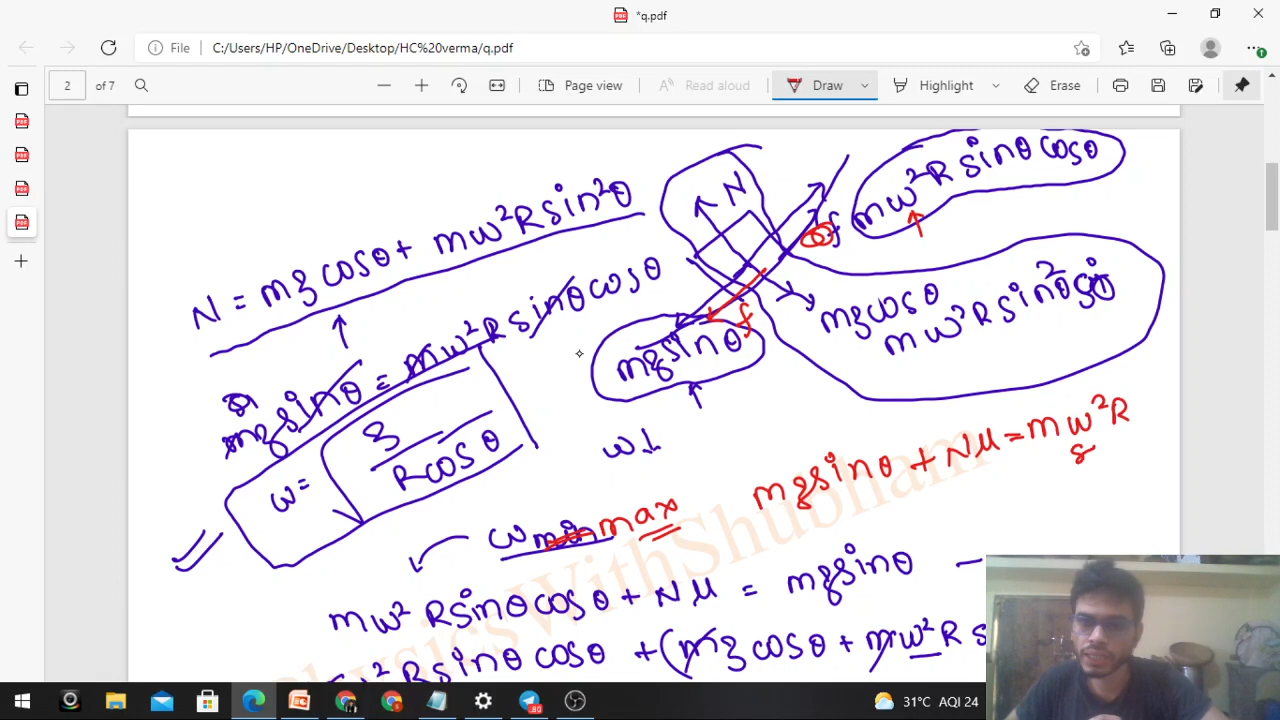 *q.pdf
File C:/Users/HP/OneDrive/Desktop/HC%20verma/q.pdf
2 of 7 Page view Read aloud Draw Highlight Erase
N
f
mω²R sinθ cosθ
N = mg cosθ + mω²R sin²θ
mg cosθ
mω²R sin²θ
mg sinθ
f
mg sinθ = mω²R sinθ cosθ
ω = √ g / R cosθ
ω↓
mg sinθ + Nμ = mω²R
ω min max
mω² R sinθ cosθ + Nμ = mg sinθ —
ω² R sinθ cosθ + (mg cosθ + mω²R s
PhysicsWithShubham
80
31°C AQI 24